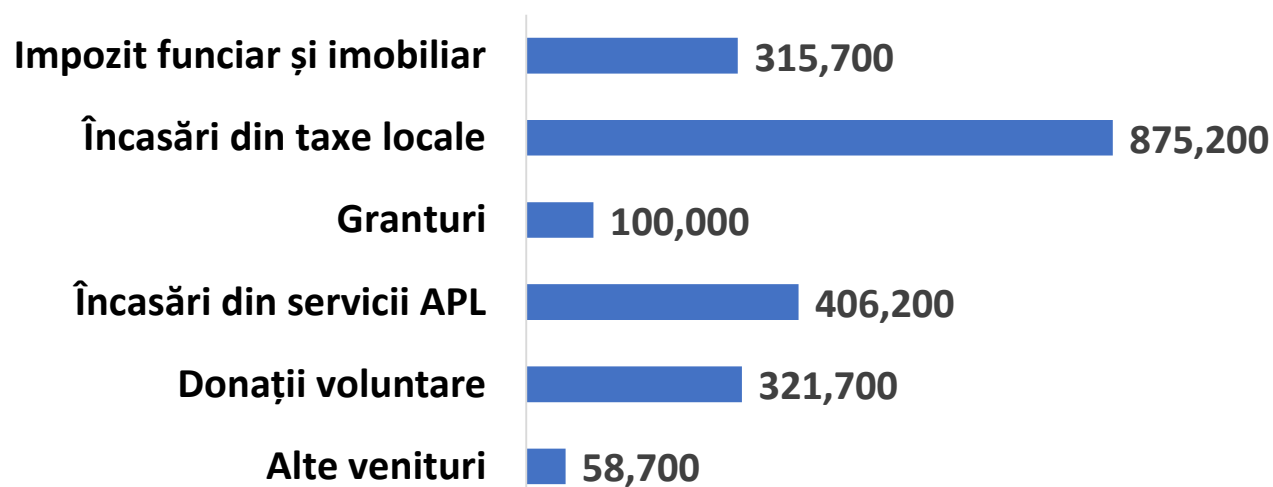 Impozit funciar și imobiliar 315,700
Încasări din taxe locale 875,200
Granturi 100,000
Încasări din servicii APL 406,200
Donații voluntare 321,700
Alte venituri 58,700